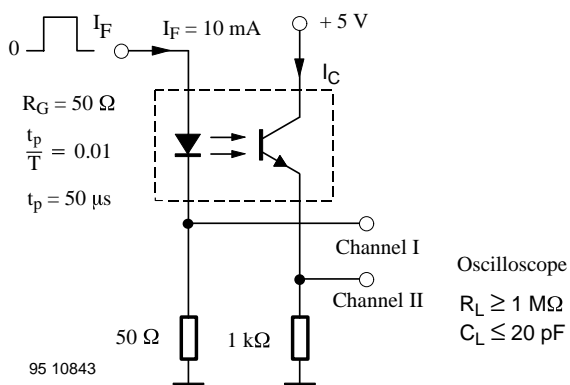 0
I_F
I_F = 10 mA
+ 5 V
I_C
R_G = 50 Ω
t_p
T
= 0.01
t_p = 50 μs
Channel I
Channel II
Oscilloscope
R_L ≥ 1 MΩ
C_L ≤ 20 pF
50 Ω
1 kΩ
95 10843